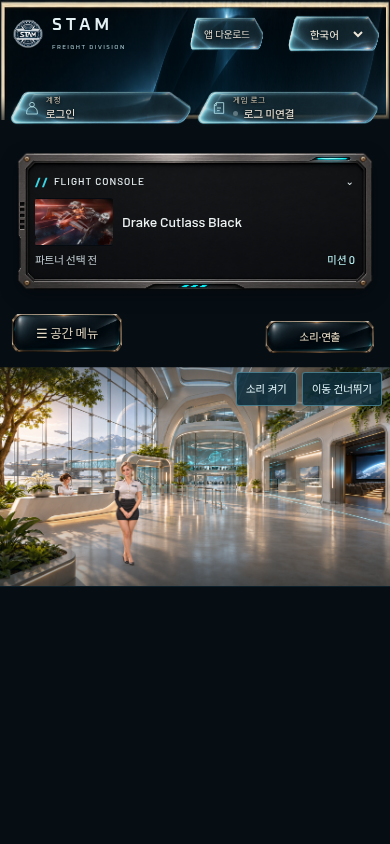 STAM
STAM
FREIGHT DIVISION
앱 다운로드
한국어
계정
로그인
게임 로그
로그 미연결
// FLIGHT CONSOLE
Drake Cutlass Black
파트너 선택 전
미션 0
☰ 공간 메뉴
소리·연출
소리 켜기
이동 건너뛰기